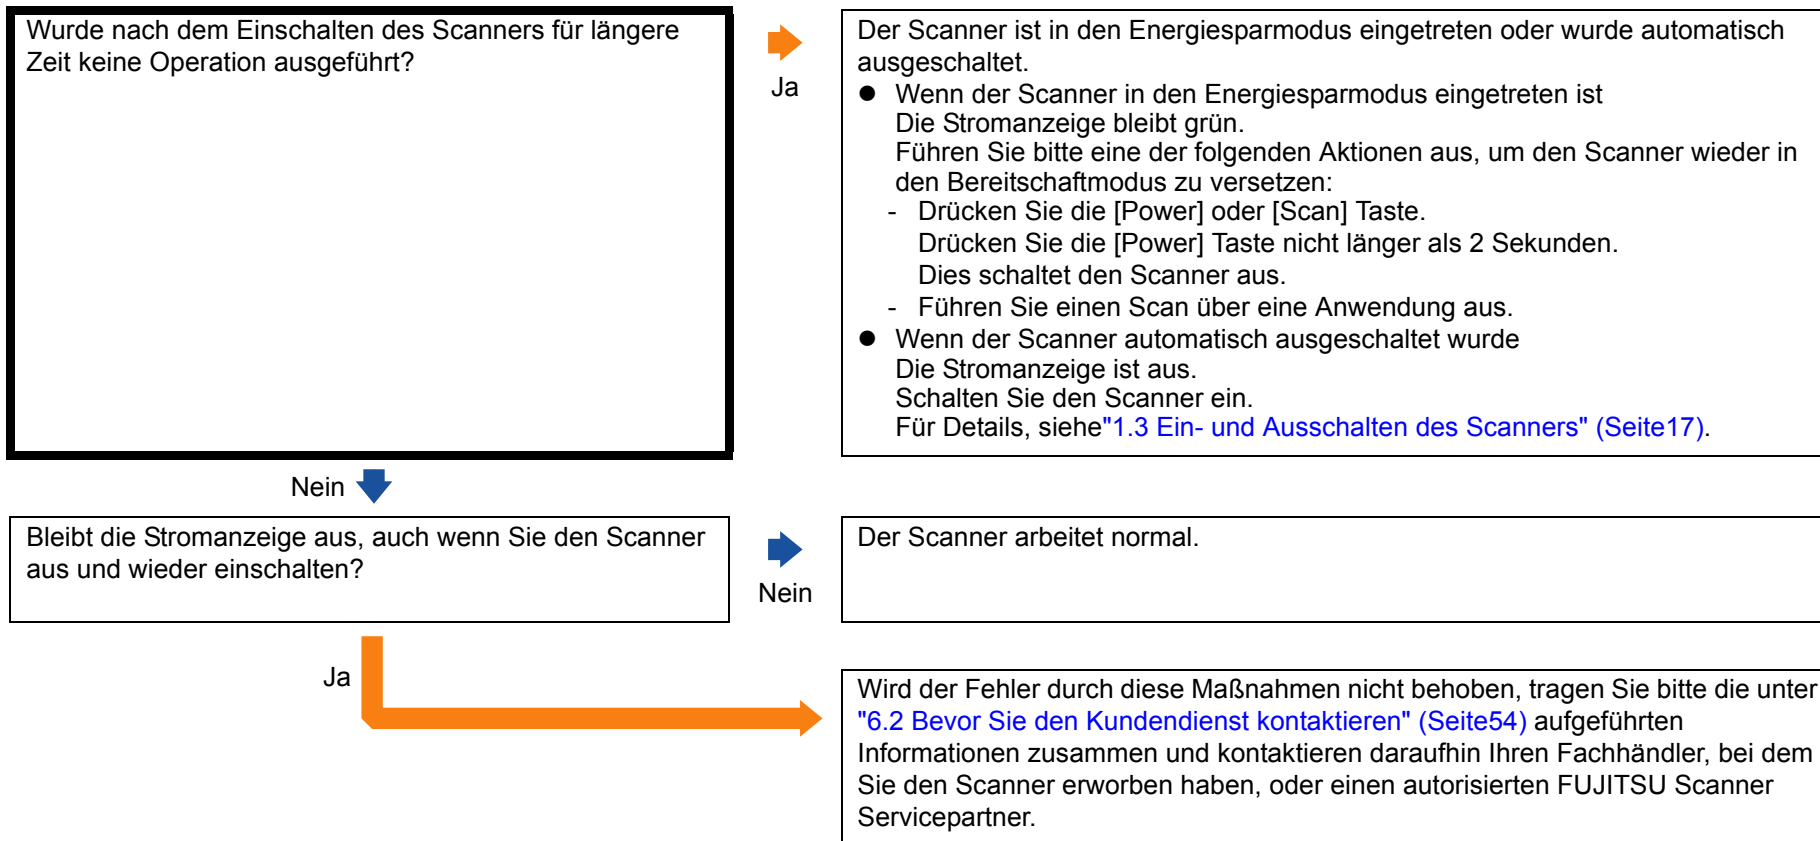 Wurde nach dem Einschalten des Scanners für längere
Zeit keine Operation ausgeführt?
Ja
Der Scanner ist in den Energiesparmodus eingetreten oder wurde automatisch
ausgeschaltet.
● Wenn der Scanner in den Energiesparmodus eingetreten ist
Die Stromanzeige bleibt grün.
Führen Sie bitte eine der folgenden Aktionen aus, um den Scanner wieder in
den Bereitschaftmodus zu versetzen:
- Drücken Sie die [Power] oder [Scan] Taste.
Drücken Sie die [Power] Taste nicht länger als 2 Sekunden.
Dies schaltet den Scanner aus.
- Führen Sie einen Scan über eine Anwendung aus.
● Wenn der Scanner automatisch ausgeschaltet wurde
Die Stromanzeige ist aus.
Schalten Sie den Scanner ein.
Für Details, siehe"1.3 Ein- und Ausschalten des Scanners" (Seite17).
Nein
Bleibt die Stromanzeige aus, auch wenn Sie den Scanner
aus und wieder einschalten?
Nein
Der Scanner arbeitet normal.
Ja
Wird der Fehler durch diese Maßnahmen nicht behoben, tragen Sie bitte die unter
"6.2 Bevor Sie den Kundendienst kontaktieren" (Seite54) aufgeführten
Informationen zusammen und kontaktieren daraufhin Ihren Fachhändler, bei dem
Sie den Scanner erworben haben, oder einen autorisierten FUJITSU Scanner
Servicepartner.